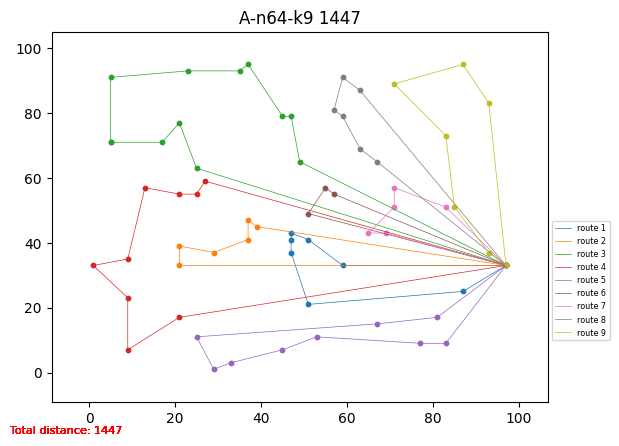 A-n64-k9 1447
100
80
60
40
20
0
0 20 40 60 80 100
route 1
route 2
route 3
route 4
route 5
route 6
route 7
route 8
route 9
Total distance: 1447